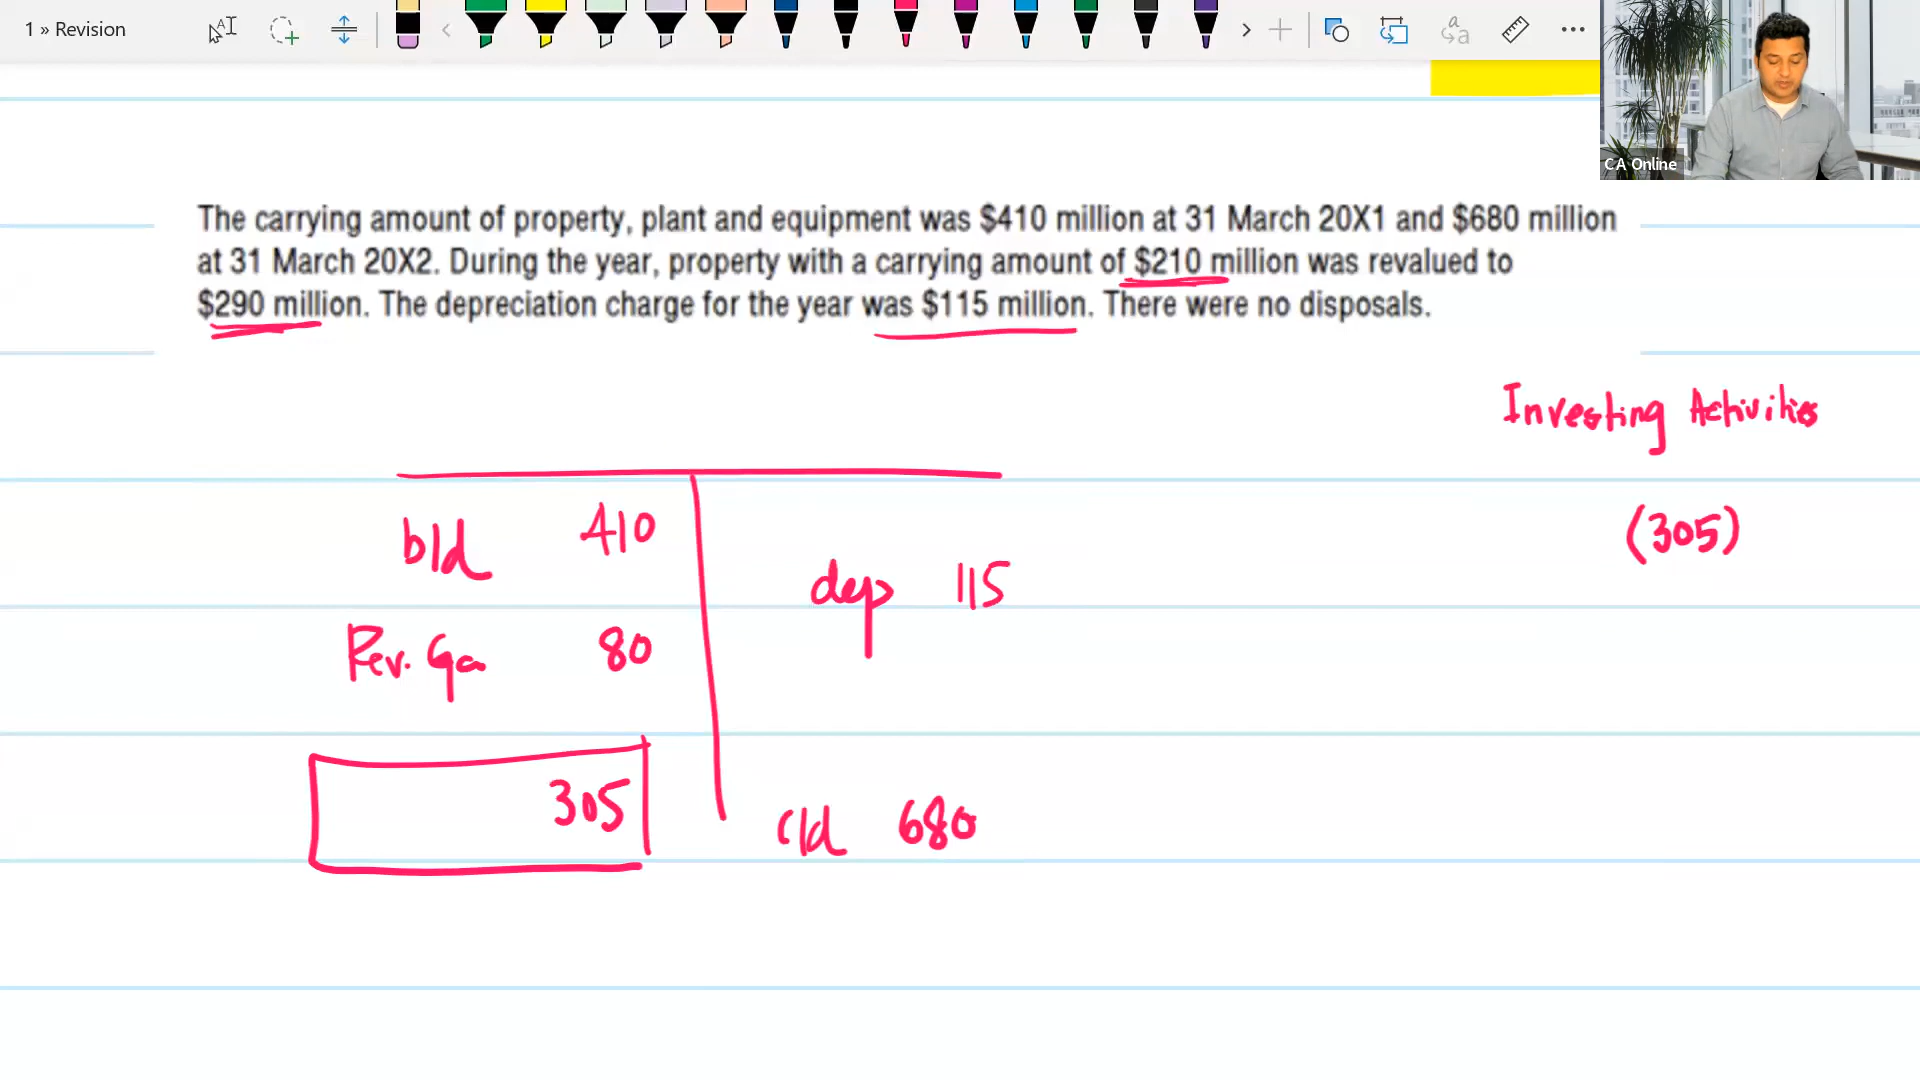 1 » Revision
CA Online
The carrying amount of property, plant and equipment was $410 million at 31 March 20X1 and $680 million
at 31 March 20X2. During the year, property with a carrying amount of $210 million was revalued to
$290 million. The depreciation charge for the year was $115 million. There were no disposals.
Investing Activities
(305)
b/d 410
dep 115
Rev. Ga 80
305
c/d 680